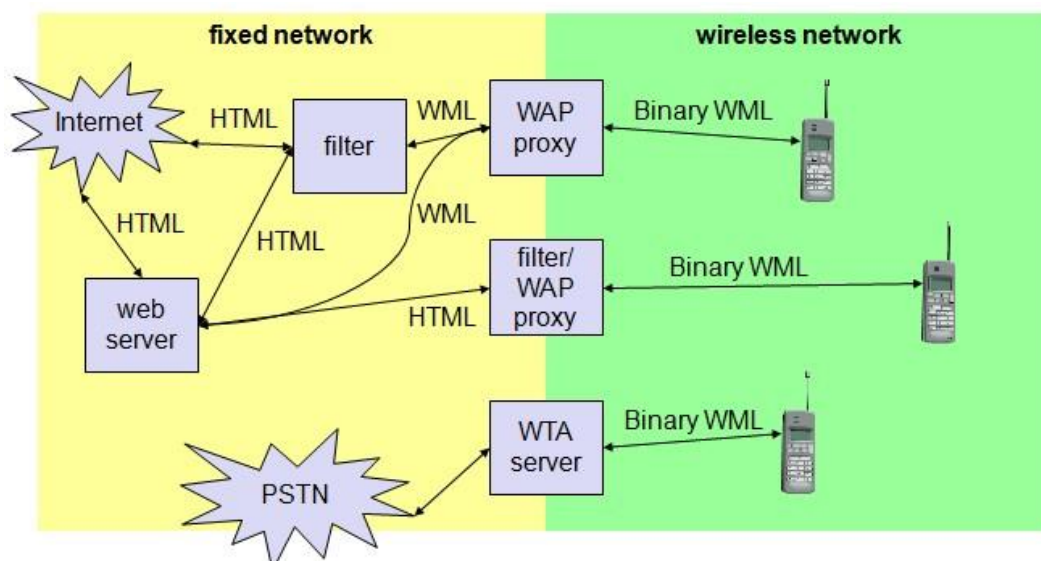 fixed network
wireless network
Internet
HTML
filter
WML
WAP
proxy
Binary WML
HTML
HTML
WML
web
server
HTML
filter/
WAP
proxy
Binary WML
PSTN
WTA
server
Binary WML